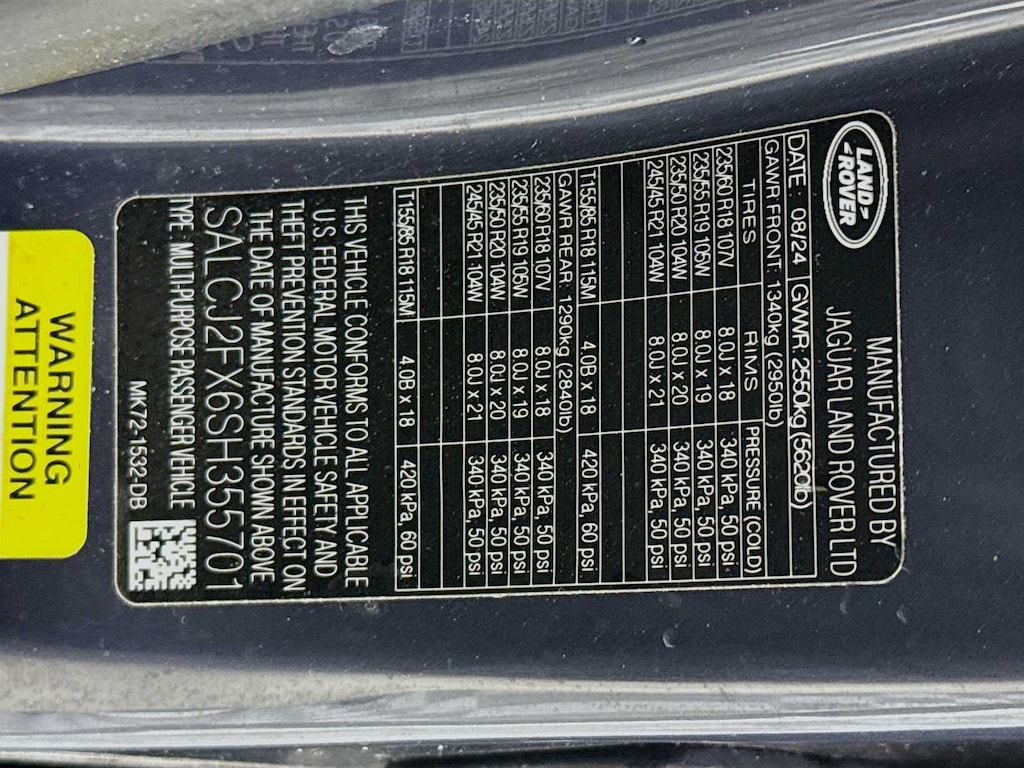 LAND ROVER
MANUFACTURED BY
JAGUAR LAND ROVER LTD
DATE : 08/24 GVWR: 2550kg (5620lb)
GAWR FRONT: 1340kg (2950lb)
TIRES RIMS PRESSURE (COLD)
235/60 R18 107V 8.0J x 18 340 kPa, 50 psi
235/55 R19 105W 8.0J x 19 340 kPa, 50 psi
235/50 R20 104W 8.0J x 20 340 kPa, 50 psi
245/45 R21 104W 8.0J x 21 340 kPa, 50 psi
T155/85 R18 115M 4.0B x 18 420 kPa, 60 psi
GAWR REAR: 1290kg (2840lb)
235/60 R18 107V 8.0J x 18 340 kPa, 50 psi
235/55 R19 105W 8.0J x 19 340 kPa, 50 psi
235/50 R20 104W 8.0J x 20 340 kPa, 50 psi
245/45 R21 104W 8.0J x 21 340 kPa, 50 psi
T155/85 R18 115M 4.0B x 18 420 kPa, 60 psi
THIS VEHICLE CONFORMS TO ALL APPLICABLE
U.S. FEDERAL MOTOR VEHICLE SAFETY AND
THEFT PREVENTION STANDARDS IN EFFECT ON
THE DATE OF MANUFACTURE SHOWN ABOVE
SALCJ2FX6SH355701
TYPE: MULTI-PURPOSE PASSENGER VEHICLE
MK72-1532-DB
WARNING
ATTENTION